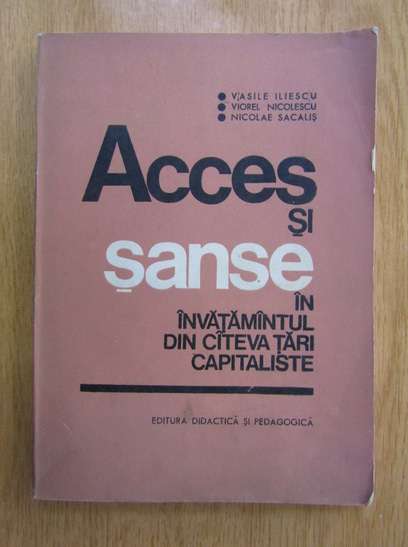 ● VASILE ILIESCU
● VIOREL NICOLESCU
● NICOLAE SACALIȘ
Acces
ȘI
șanse
ÎN
ÎNVĂȚĂMÎNTUL
DIN CÎTEVA ȚĂRI
CAPITALISTE
EDITURA DIDACTICĂ ȘI PEDAGOGICĂ